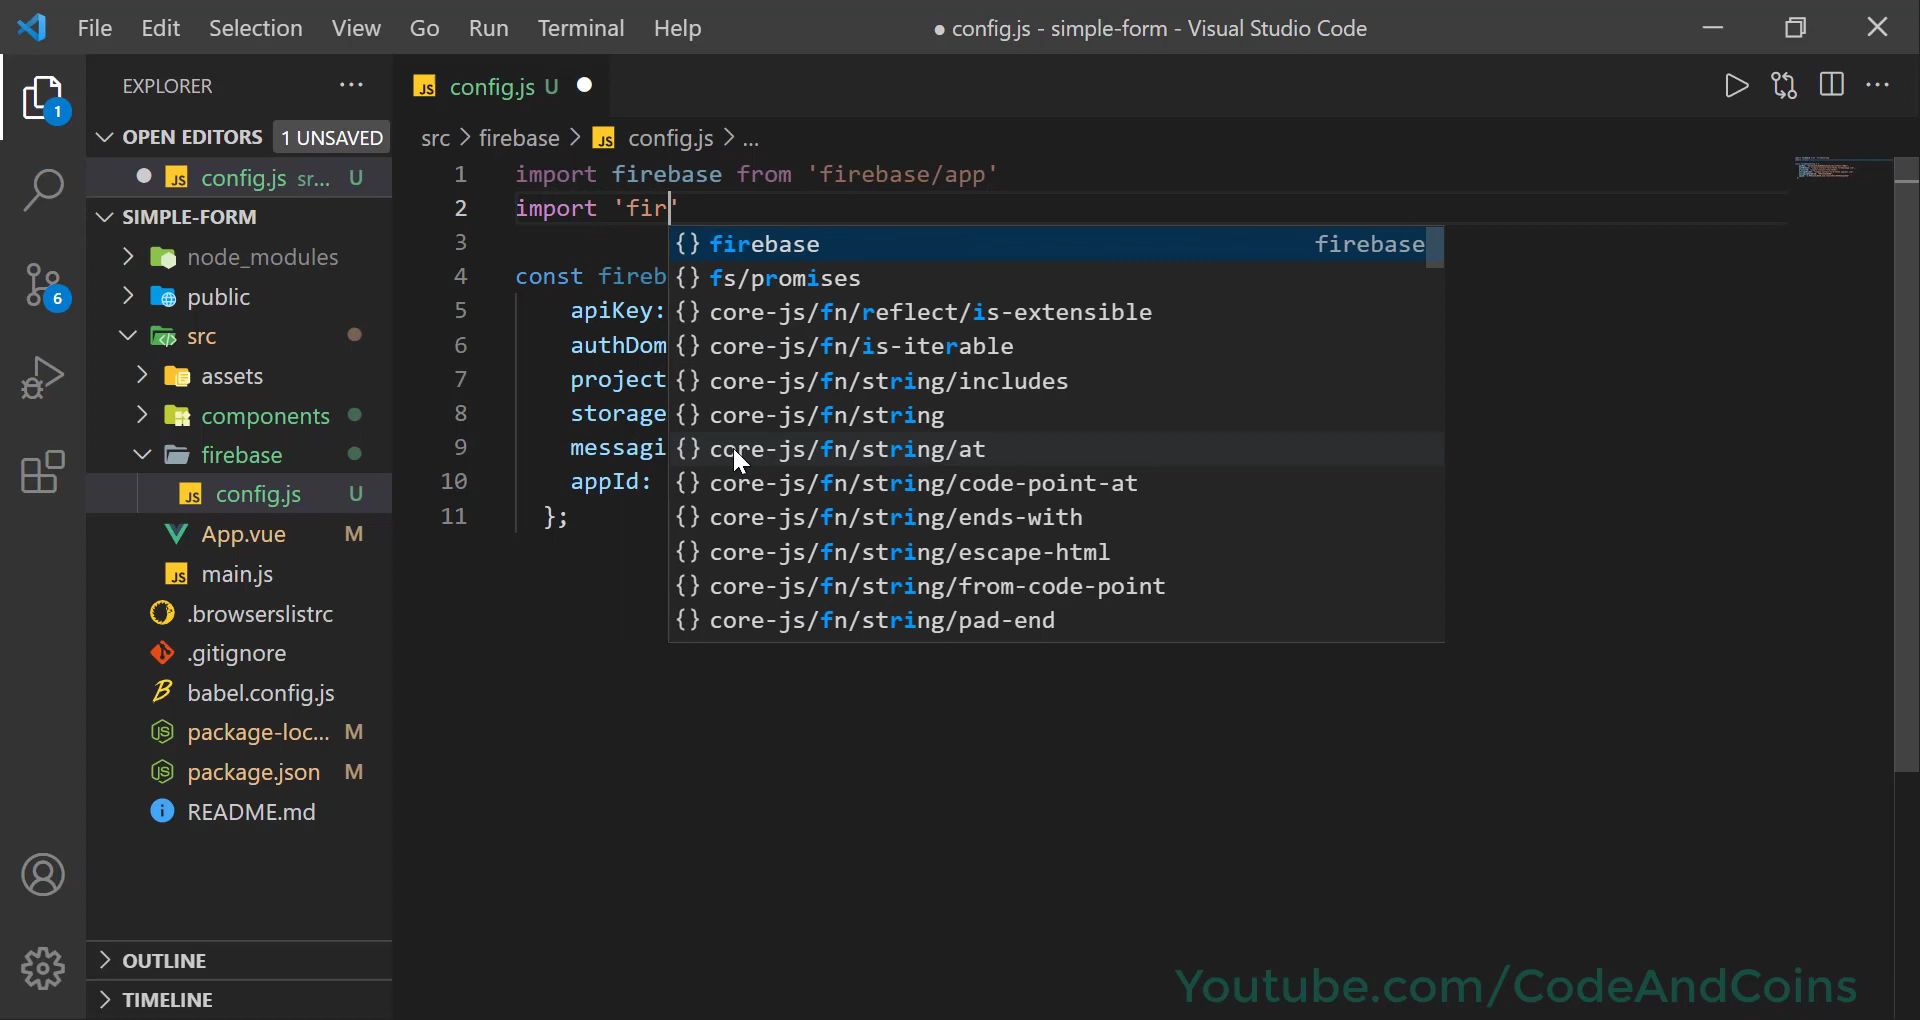 File Edit Selection View Go Run Terminal Help
● config.js - simple-form - Visual Studio Code
EXPLORER
OPEN EDITORS 1 UNSAVED
JS config.js sr... U
SIMPLE-FORM
node_modules
public
src
assets
components
firebase
JS config.js U
App.vue M
JS main.js
.browserslistrc
.gitignore
babel.config.js
package-loc... M
package.json M
README.md
OUTLINE
TIMELINE
1
6
JS config.js U
src > firebase > JS config.js > ...
1 import firebase from 'firebase/app'
2 import 'fir'
3
4 const fireb
5 apiKey:
6 authDom
7 project
8 storage
9 messagi
10 appId:
11 };
{} firebase firebase
{} fs/promises
{} core-js/fn/reflect/is-extensible
{} core-js/fn/is-iterable
{} core-js/fn/string/includes
{} core-js/fn/string
{} core-js/fn/string/at
{} core-js/fn/string/code-point-at
{} core-js/fn/string/ends-with
{} core-js/fn/string/escape-html
{} core-js/fn/string/from-code-point
{} core-js/fn/string/pad-end
Youtube.com/CodeAndCoins